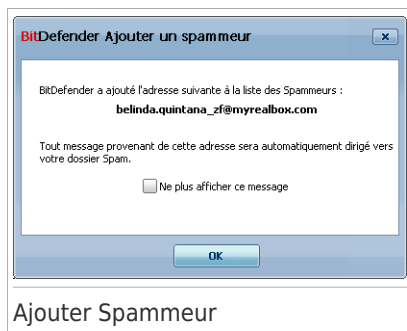 BitDefender Ajouter un spammeur
BitDefender a ajouté l'adresse suivante à la liste des Spammeurs :
belinda.quintana_zf@myrealbox.com
Tout message provenant de cette adresse sera automatiquement dirigé vers
votre dossier Spam.
Ne plus afficher ce message
OK
Ajouter Spammeur